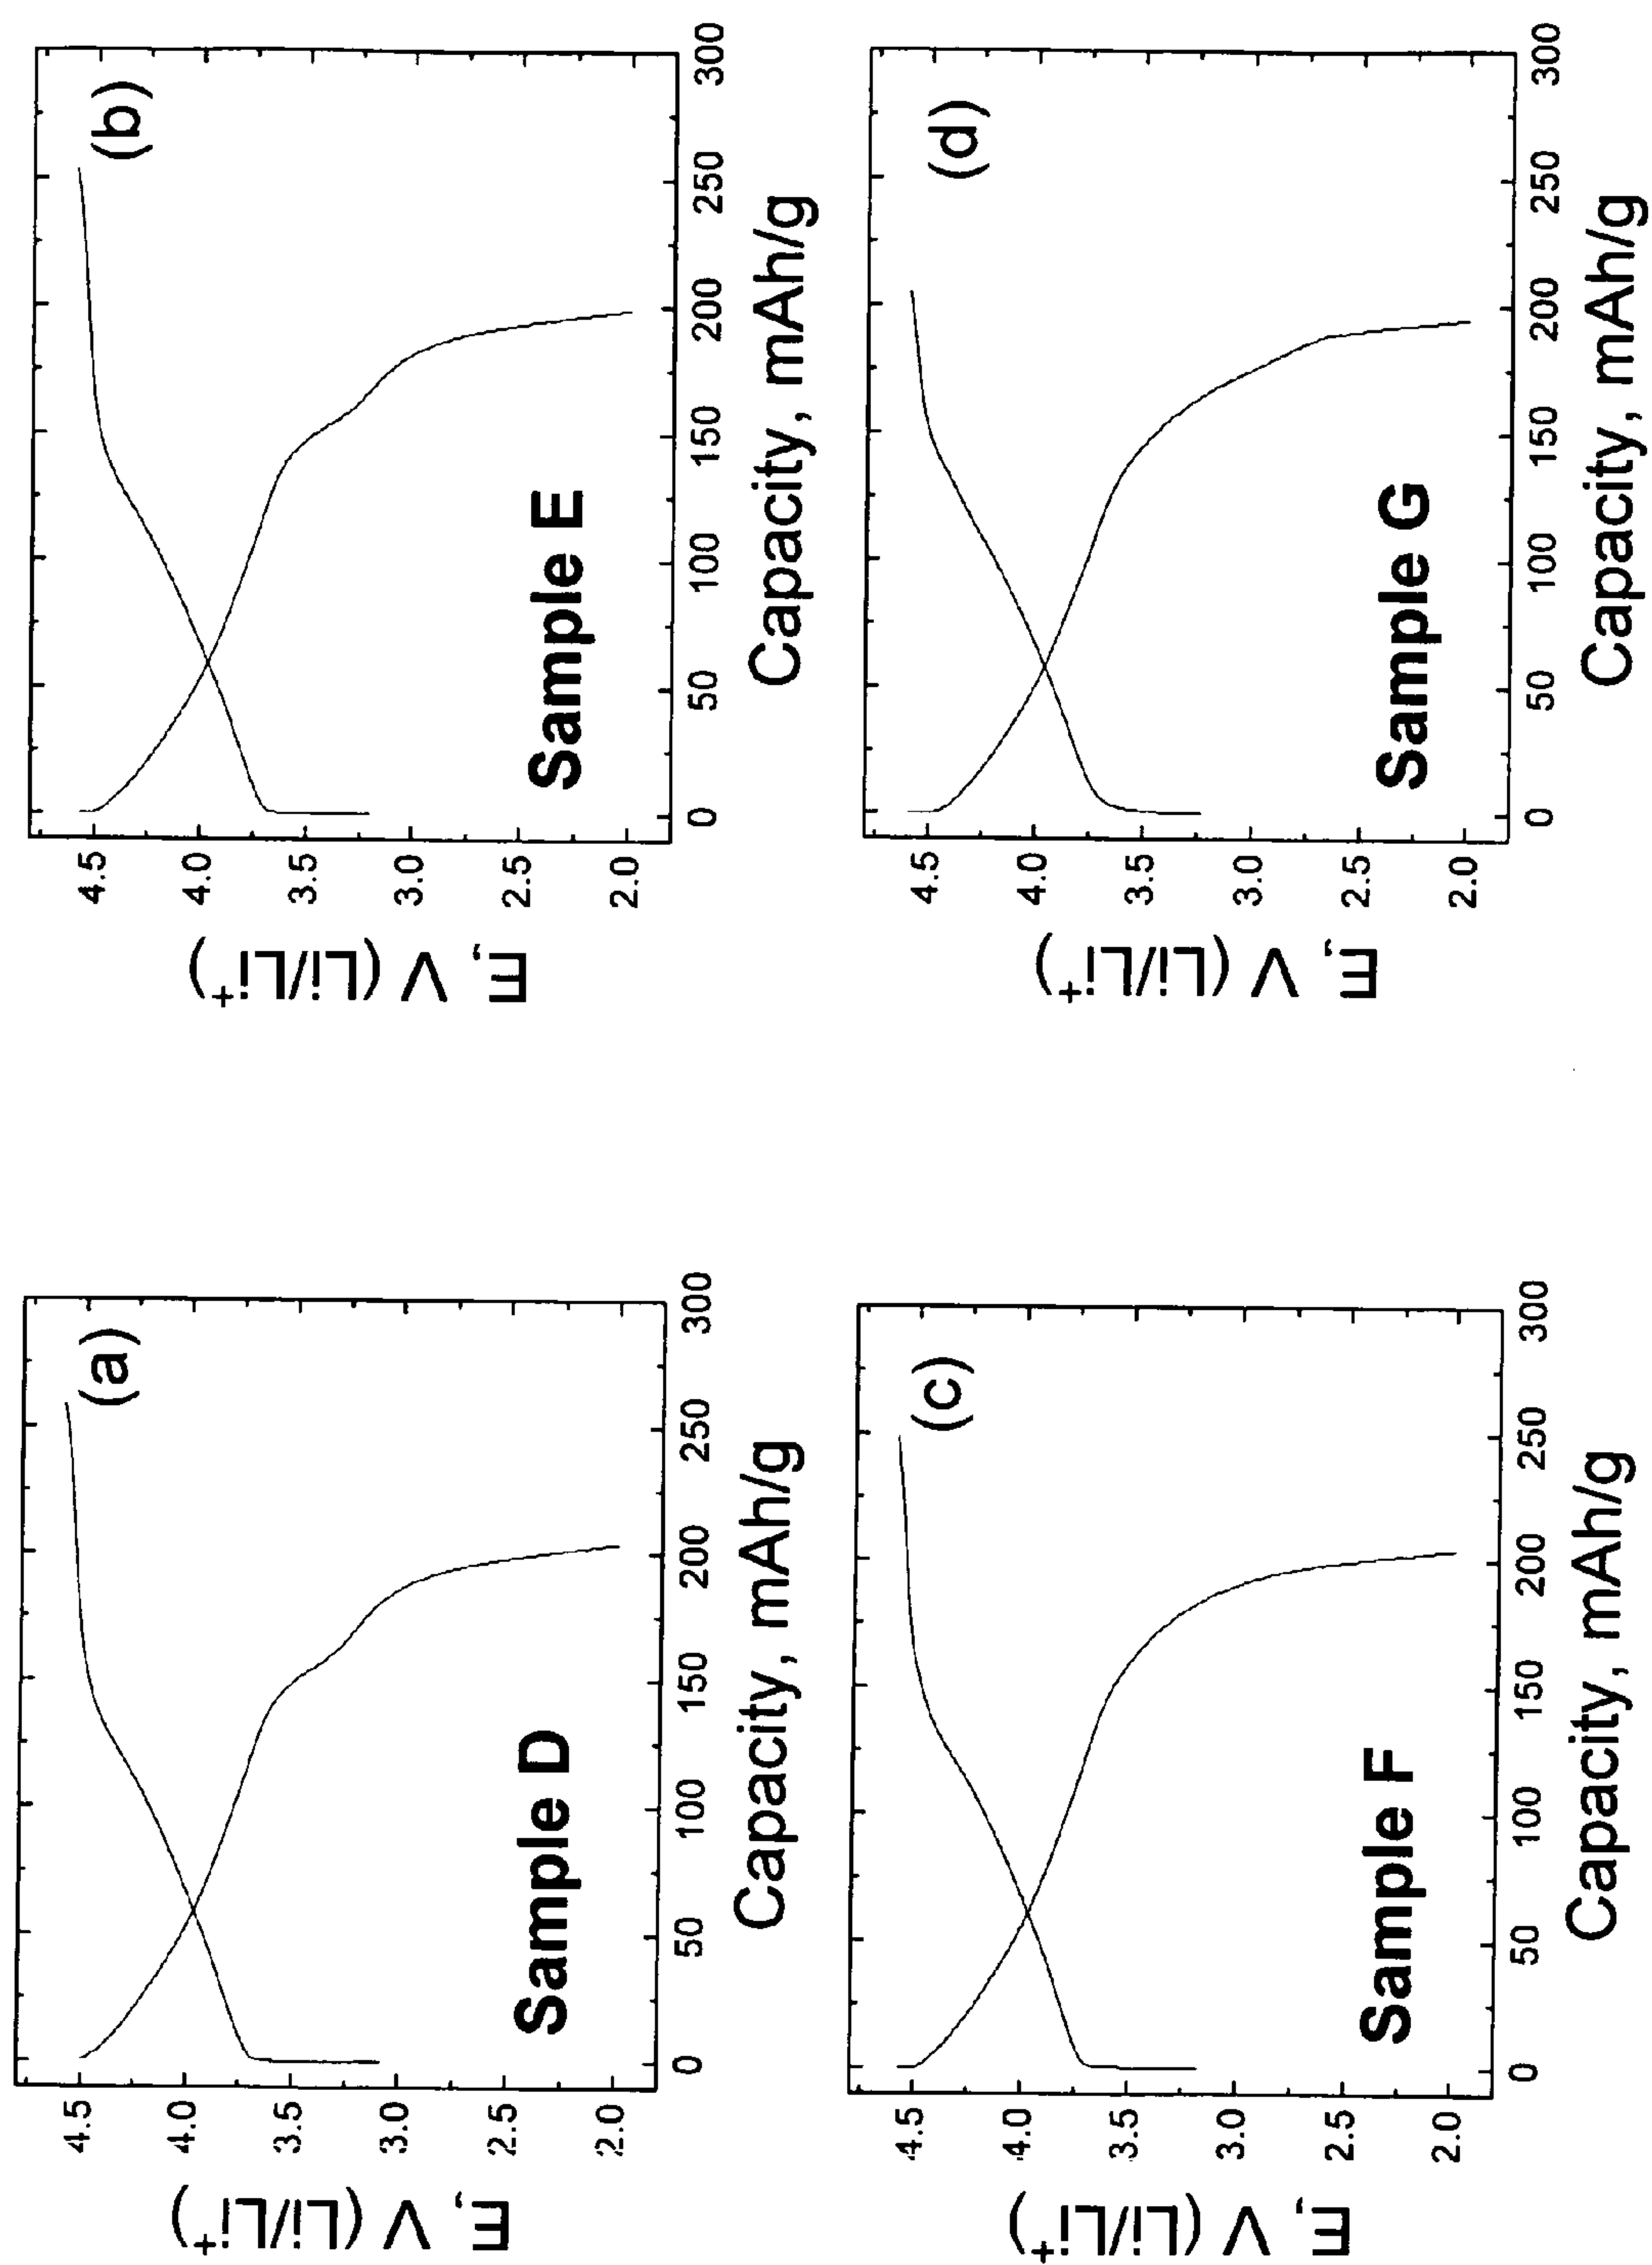 (a)
E, V (Li/Li⁺)
4.5
4.0
3.5
3.0
2.5
2.0
Sample D
0 50 100 150 200 250 300
Capacity, mAh/g
(b)
E, V (Li/Li⁺)
4.5
4.0
3.5
3.0
2.5
2.0
Sample E
0 50 100 150 200 250 300
Capacity, mAh/g
(c)
E, V (Li/Li⁺)
4.5
4.0
3.5
3.0
2.5
2.0
Sample F
0 50 100 150 200 250 300
Capacity, mAh/g
(d)
E, V (Li/Li⁺)
4.5
4.0
3.5
3.0
2.5
2.0
Sample G
0 50 100 150 200 250 300
Capacity, mAh/g